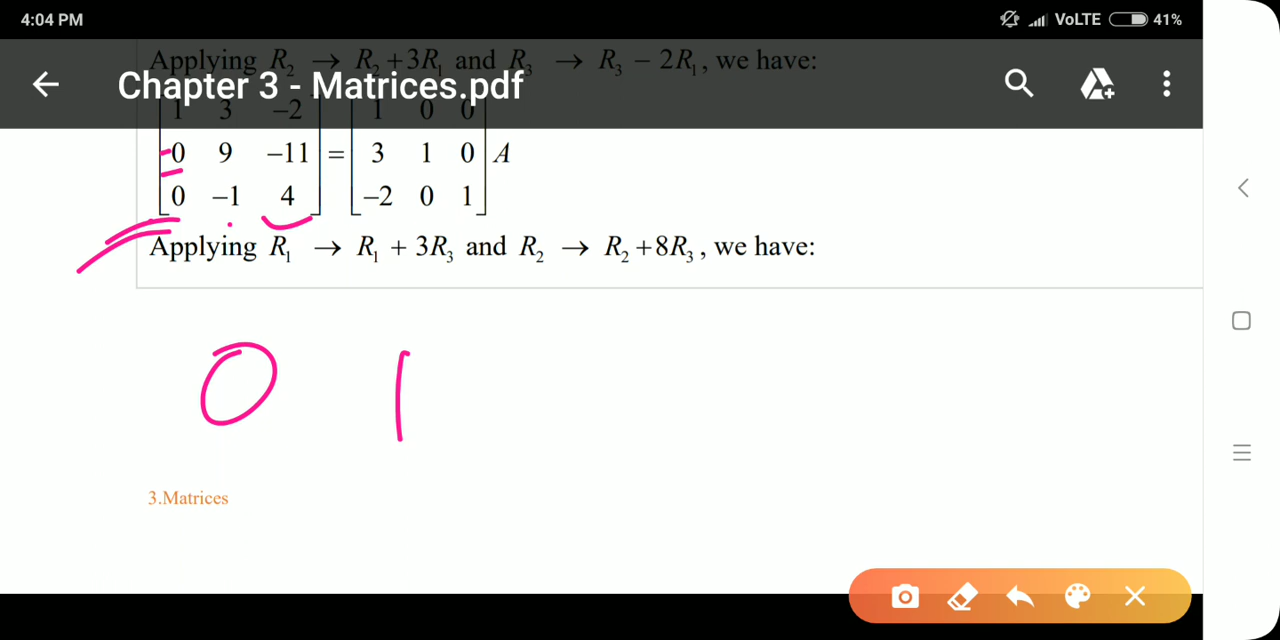 4:04 PM VoLTE 41%
Applying R₂ → R₂ +3R₁ and R₃ → R₃ − 2R₁, we have:
Chapter 3 - Matrices.pdf
1 3 −2 1 0 0
0 9 −11 = 3 1 0 A
0 −1 4 −2 0 1
Applying R₁ → R₁ + 3R₃ and R₂ → R₂ +8R₃, we have:
0 1
3.Matrices